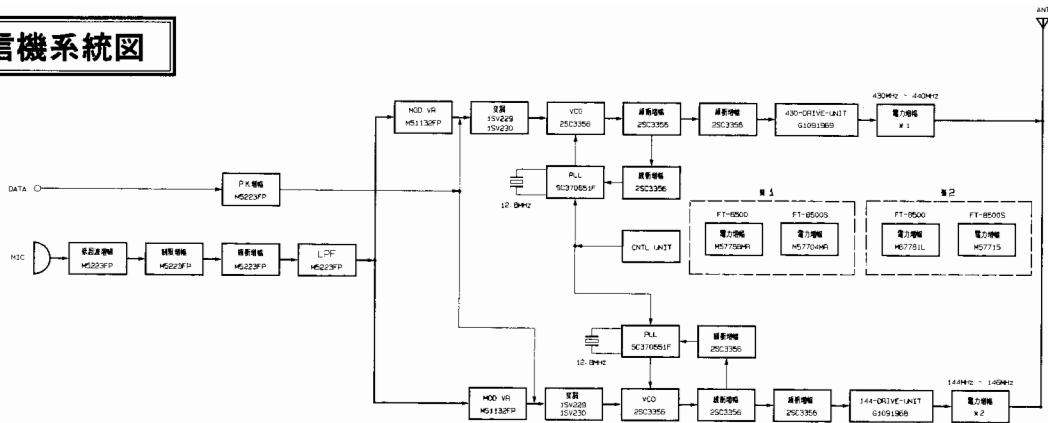 信機系統図
ANT
430MHz ~ 440MHz
MOD VR
M51132FP
変調
1SV229
1SV230
VCO
2SC3356
緩衝増幅
2SC3356
緩衝増幅
2SC3356
430-DRIVE-UNIT
G1091969
電力増幅
※1
DATA
PK増幅
M5223FP
12.8MHz
PLL
SC370651F
緩衝増幅
2SC3356
※1
FT-8500
電力増幅
M57788MR
FT-8500S
電力増幅
M57704MR
※2
FT-8500
電力増幅
M67781L
FT-8500S
電力増幅
M57715
MIC
低周波増幅
M5223FP
制限増幅
M5223FP
緩衝増幅
M5223FP
LPF
M5223FP
CNTL UNIT
12.8MHz
PLL
SC370651F
緩衝増幅
2SC3356
144MHz ~ 146MHz
MOD VR
M51132FP
変調
1SV229
1SV230
VCO
2SC3356
緩衝増幅
2SC3356
緩衝増幅
2SC3356
144-DRIVE-UNIT
G1091968
電力増幅
※2